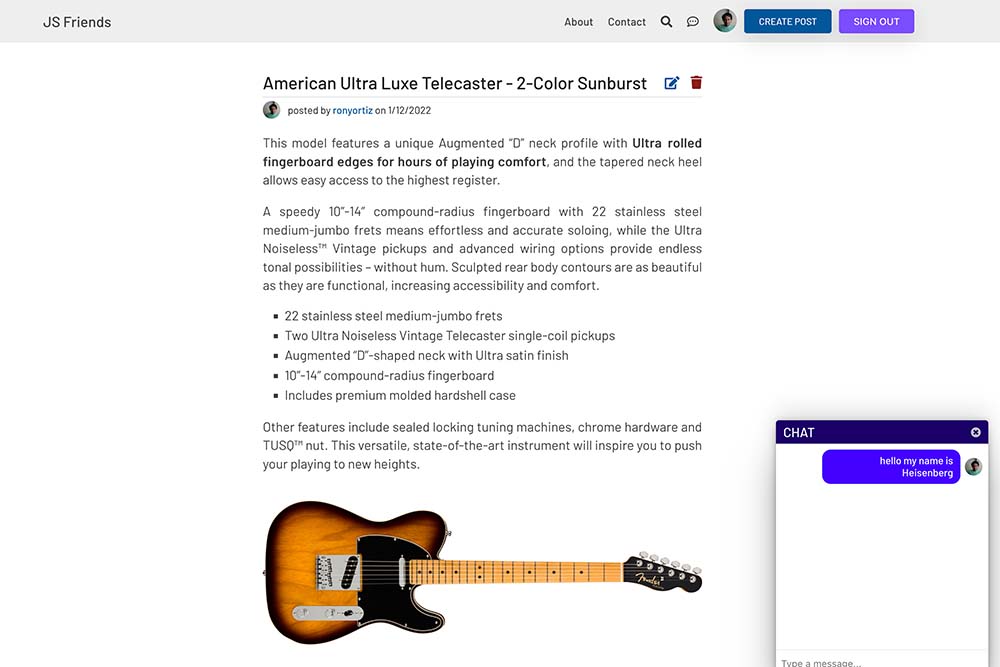 JS Friends
About
Contact
CREATE POST
SIGN OUT
American Ultra Luxe Telecaster - 2-Color Sunburst
posted by ronyortiz on 1/12/2022
This model features a unique Augmented “D” neck profile with Ultra rolled
fingerboard edges for hours of playing comfort, and the tapered neck heel
allows easy access to the highest register.
A speedy 10”-14” compound-radius fingerboard with 22 stainless steel
medium-jumbo frets means effortless and accurate soloing, while the Ultra
Noiseless™ Vintage pickups and advanced wiring options provide endless
tonal possibilities – without hum. Sculpted rear body contours are as beautiful
as they are functional, increasing accessibility and comfort.
22 stainless steel medium-jumbo frets
Two Ultra Noiseless Vintage Telecaster single-coil pickups
Augmented “D”-shaped neck with Ultra satin finish
10”-14” compound-radius fingerboard
Includes premium molded hardshell case
Other features include sealed locking tuning machines, chrome hardware and
TUSQ™ nut. This versatile, state-of-the-art instrument will inspire you to push
your playing to new heights.
Fender
CHAT
hello my name is
Heisenberg
Type a message...